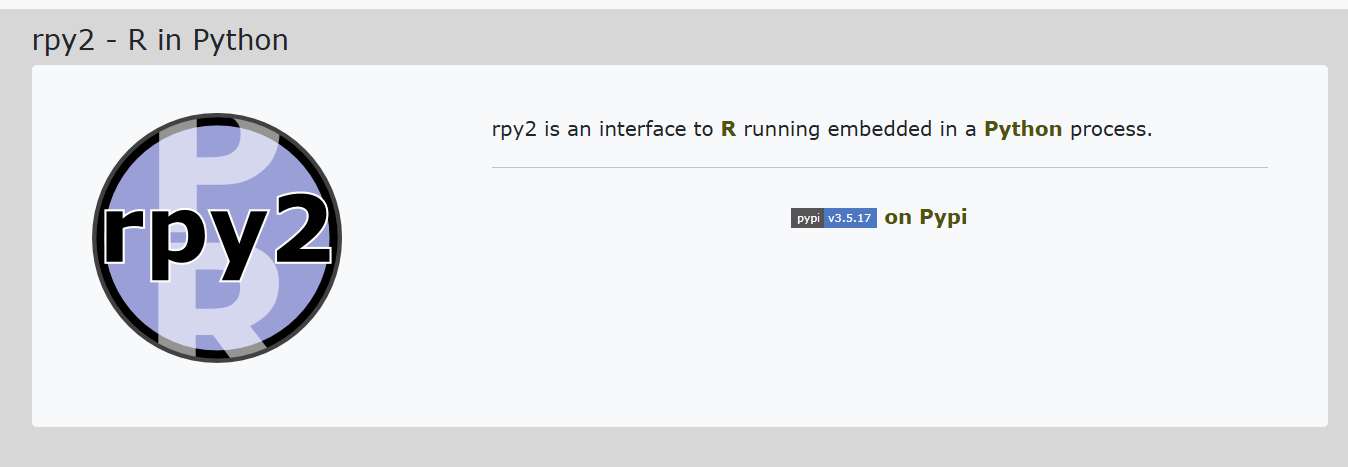 rpy2 - R in Python
P
rpy2
R
rpy2 is an interface to R running embedded in a Python process.
pypi v3.5.17 on Pypi